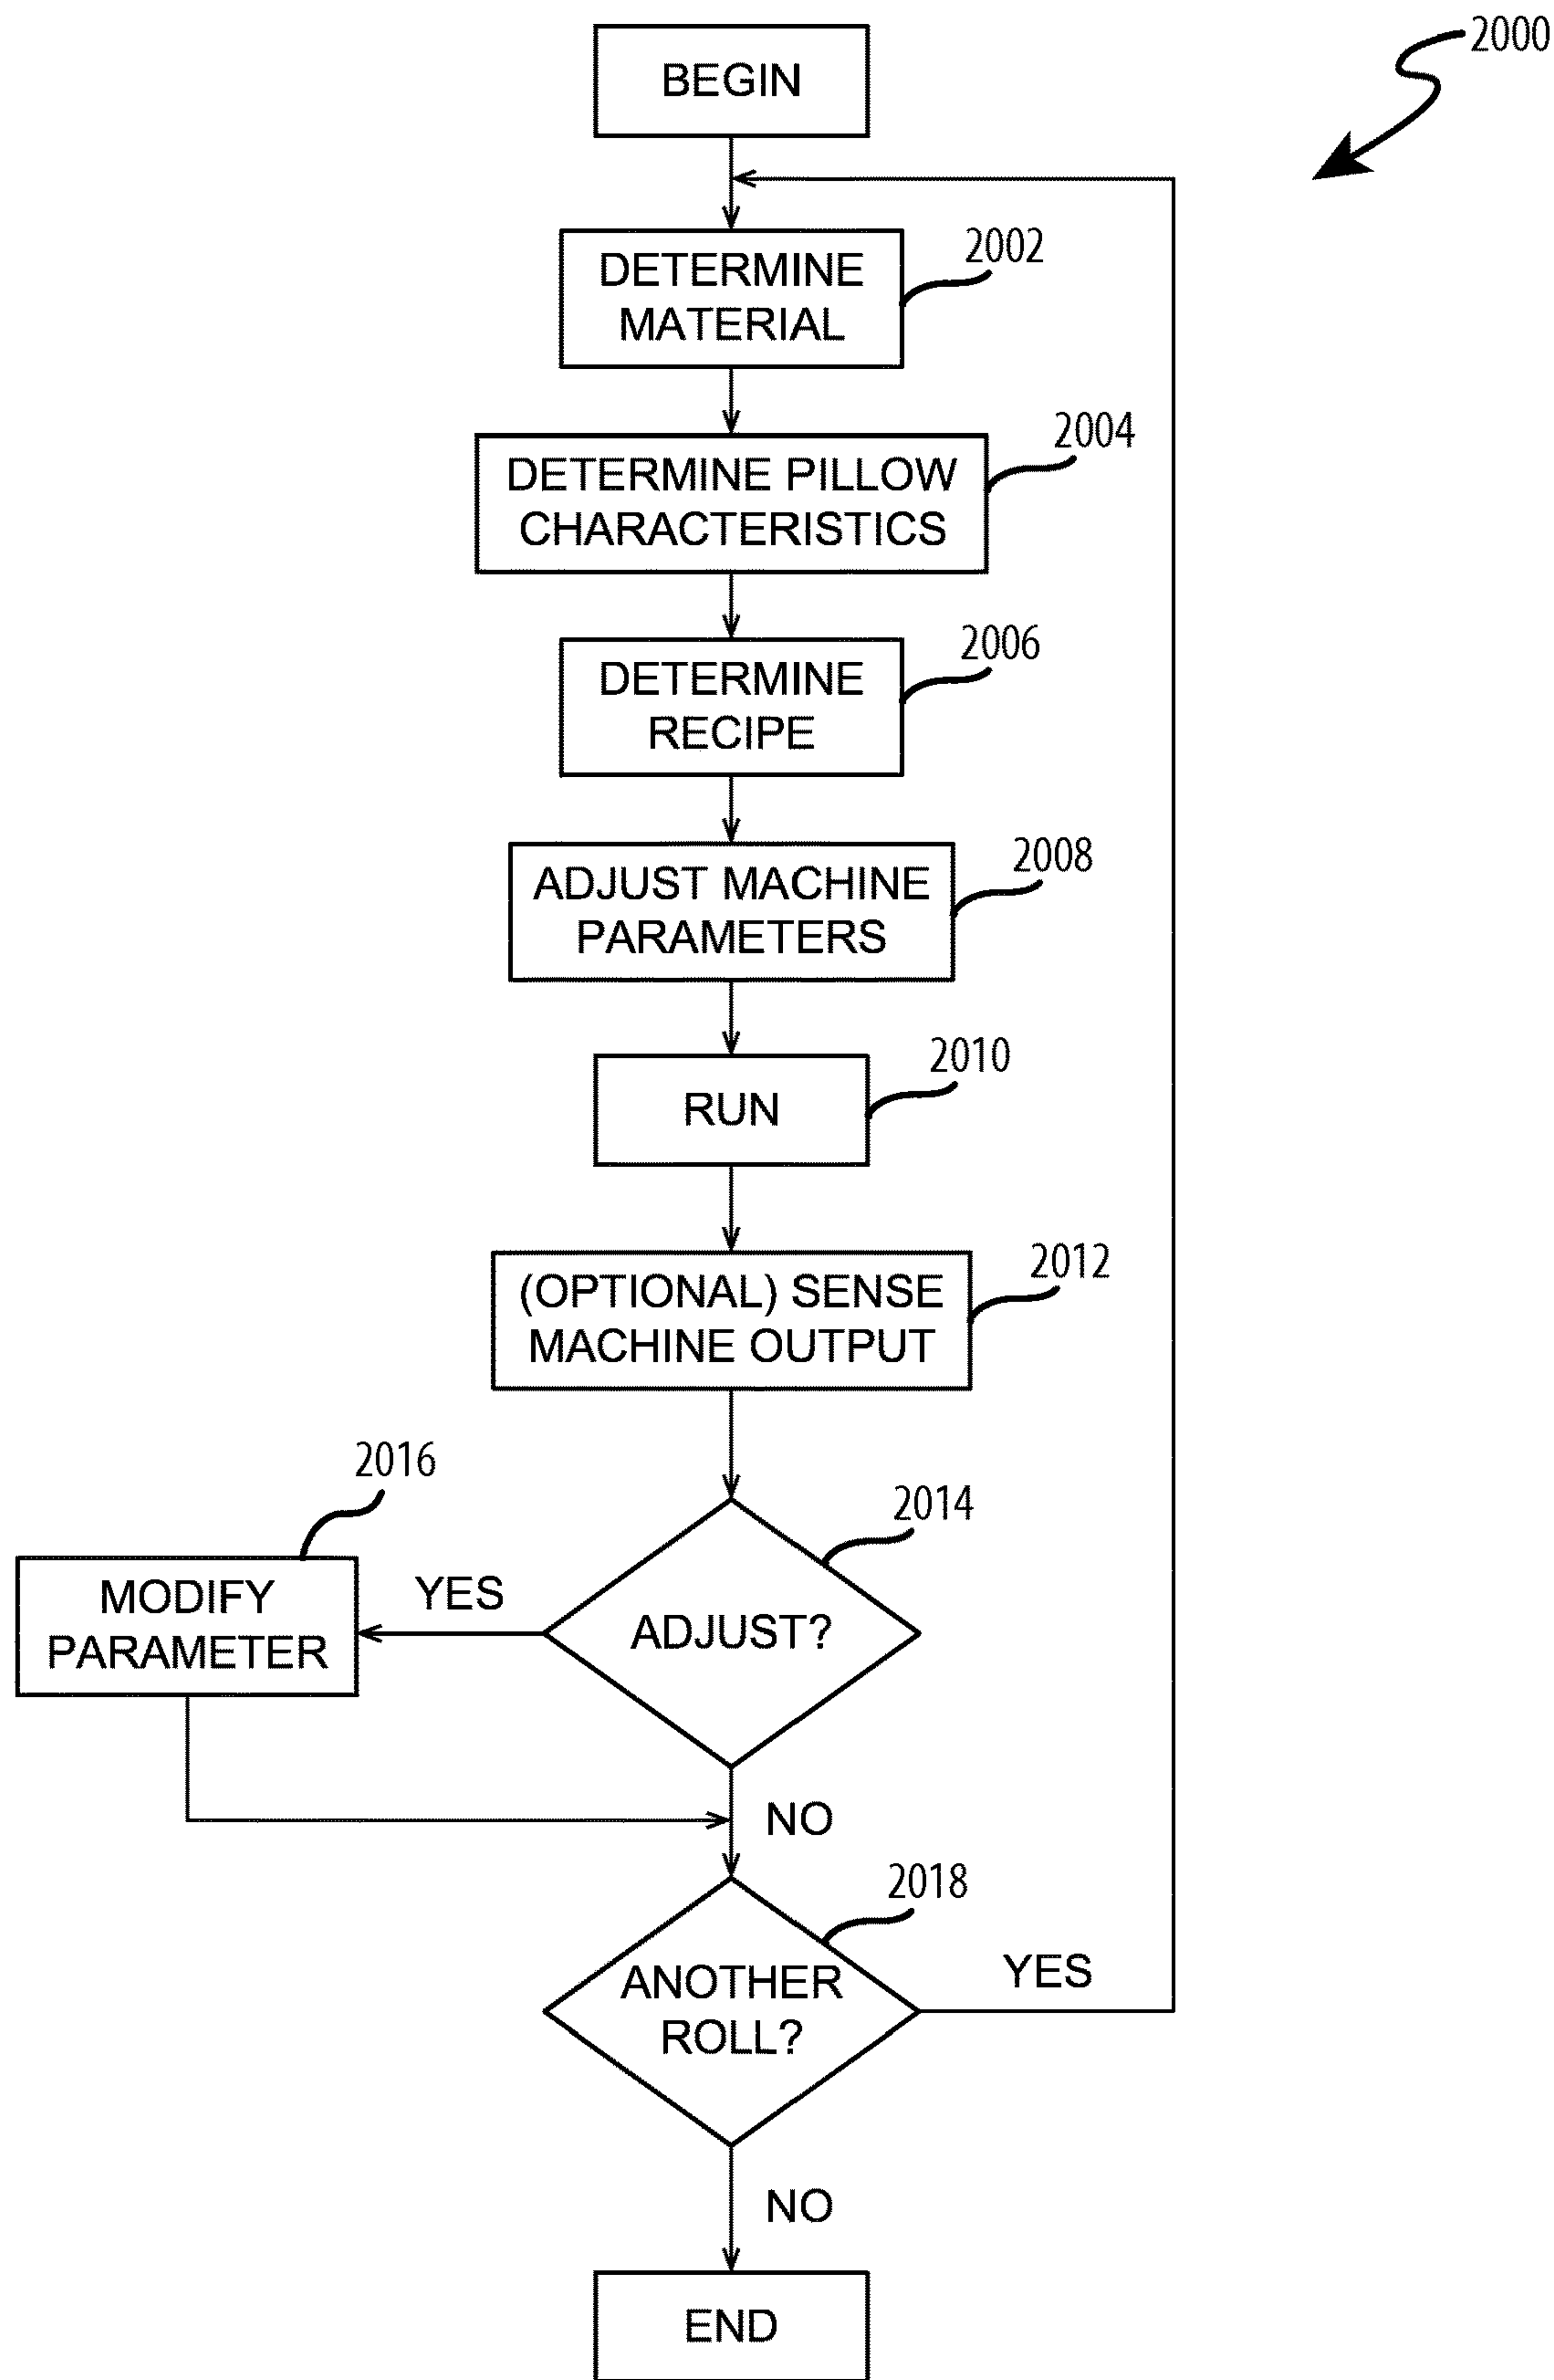 2000
BEGIN
2002
DETERMINE
MATERIAL
2004
DETERMINE PILLOW
CHARACTERISTICS
2006
DETERMINE
RECIPE
2008
ADJUST MACHINE
PARAMETERS
2010
RUN
2012
(OPTIONAL) SENSE
MACHINE OUTPUT
2014
ADJUST?
YES
2016
MODIFY
PARAMETER
NO
2018
ANOTHER
ROLL?
YES
NO
END